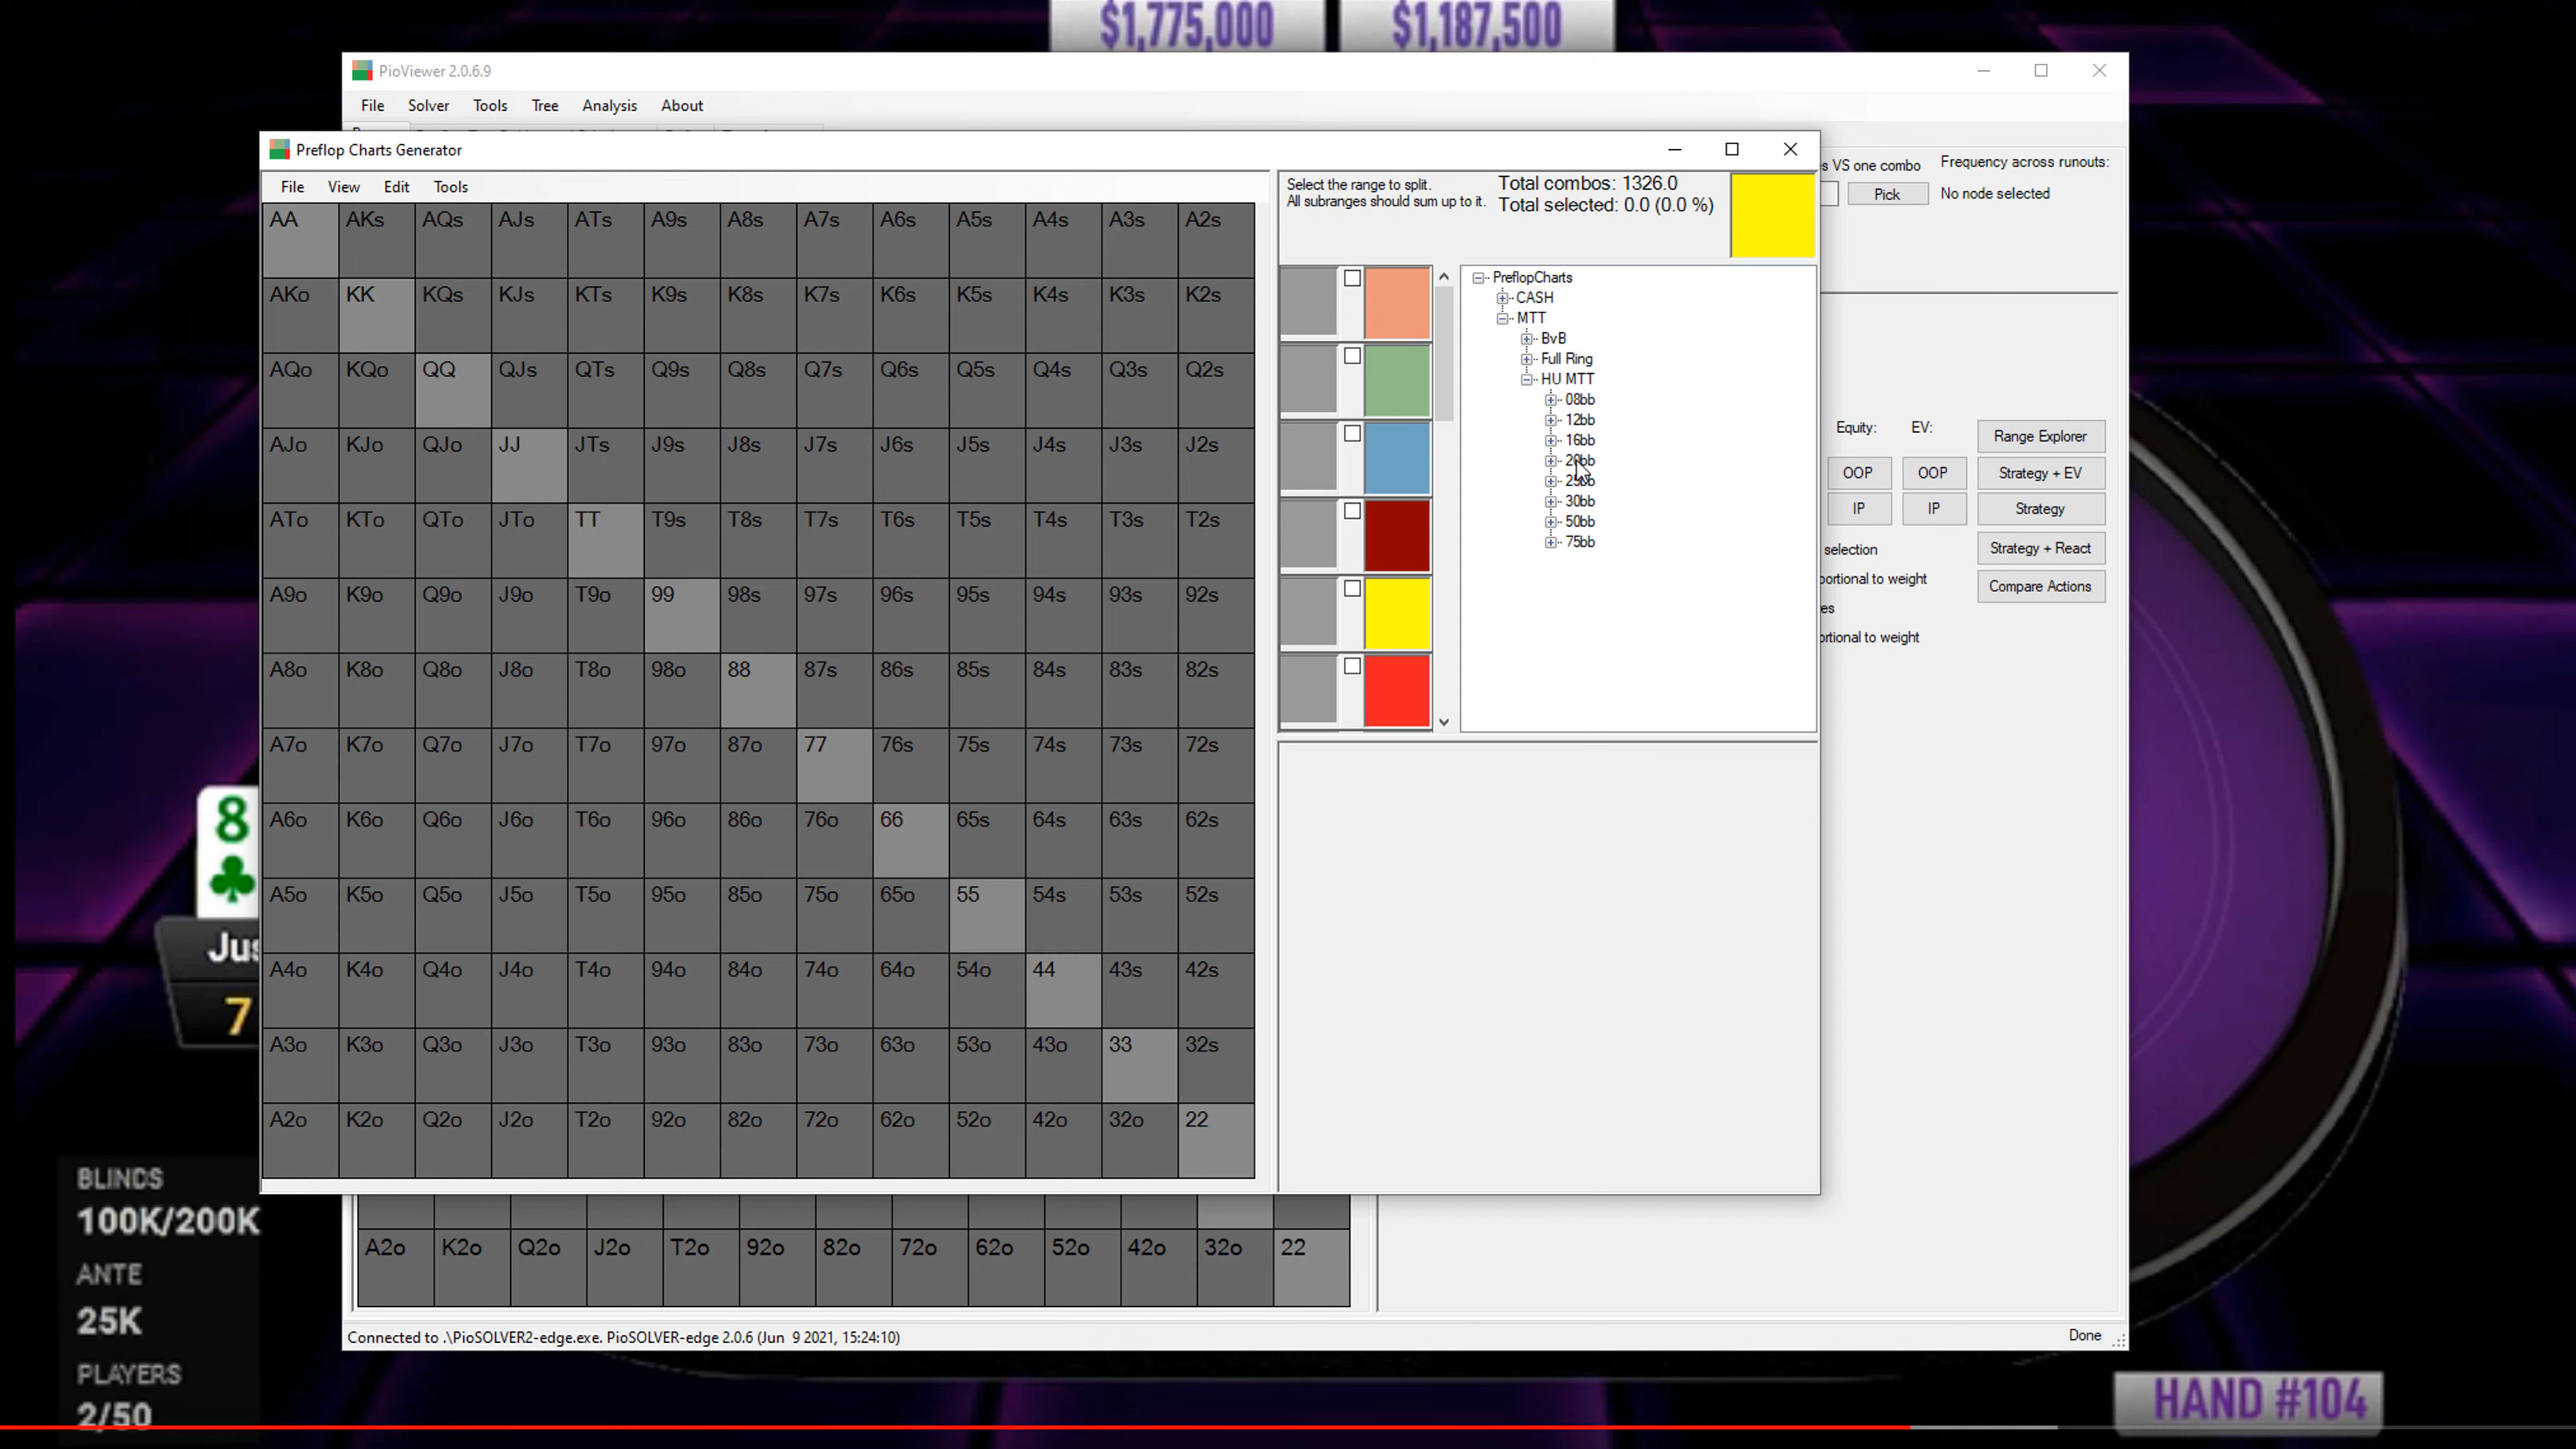 $1,775,000 $1,187,500
PioViewer 2.0.6.9
File Solver Tools Tree Analysis About
Preflop Charts Generator
File View Edit Tools
Select the range to split.
All subranges should sum up to it.
Total combos: 1326.0
Total selected: 0.0 (0.0 %)
VS one combo
Pick
Frequency across runouts:
No node selected
AA AKs AQs AJs ATs A9s A8s A7s A6s A5s A4s A3s A2s
AKo KK KQs KJs KTs K9s K8s K7s K6s K5s K4s K3s K2s
AQo KQo QQ QJs QTs Q9s Q8s Q7s Q6s Q5s Q4s Q3s Q2s
AJo KJo QJo JJ JTs J9s J8s J7s J6s J5s J4s J3s J2s
ATo KTo QTo JTo TT T9s T8s T7s T6s T5s T4s T3s T2s
A9o K9o Q9o J9o T9o 99 98s 97s 96s 95s 94s 93s 92s
A8o K8o Q8o J8o T8o 98o 88 87s 86s 85s 84s 83s 82s
A7o K7o Q7o J7o T7o 97o 87o 77 76s 75s 74s 73s 72s
A6o K6o Q6o J6o T6o 96o 86o 76o 66 65s 64s 63s 62s
A5o K5o Q5o J5o T5o 95o 85o 75o 65o 55 54s 53s 52s
A4o K4o Q4o J4o T4o 94o 84o 74o 64o 54o 44 43s 42s
A3o K3o Q3o J3o T3o 93o 83o 73o 63o 53o 43o 33 32s
A2o K2o Q2o J2o T2o 92o 82o 72o 62o 52o 42o 32o 22
PreflopCharts
CASH
MTT
BvB
Full Ring
HU MTT
08bb
12bb
16bb
20bb
25bb
30bb
50bb
75bb
Equity: EV:
Range Explorer
OOP OOP Strategy + EV
IP IP Strategy
selection
Strategy + React
portional to weight
Compare Actions
ortional to weight
8
Jus
7
BLINDS
100K/200K
ANTE
25K
PLAYERS
2/50
A2o K2o Q2o J2o T2o 92o 82o 72o 62o 52o 42o 32o 22
Connected to .\PioSOLVER2-edge.exe. PioSOLVER-edge 2.0.6 (Jun 9 2021, 15:24:10)
Done
HAND #104